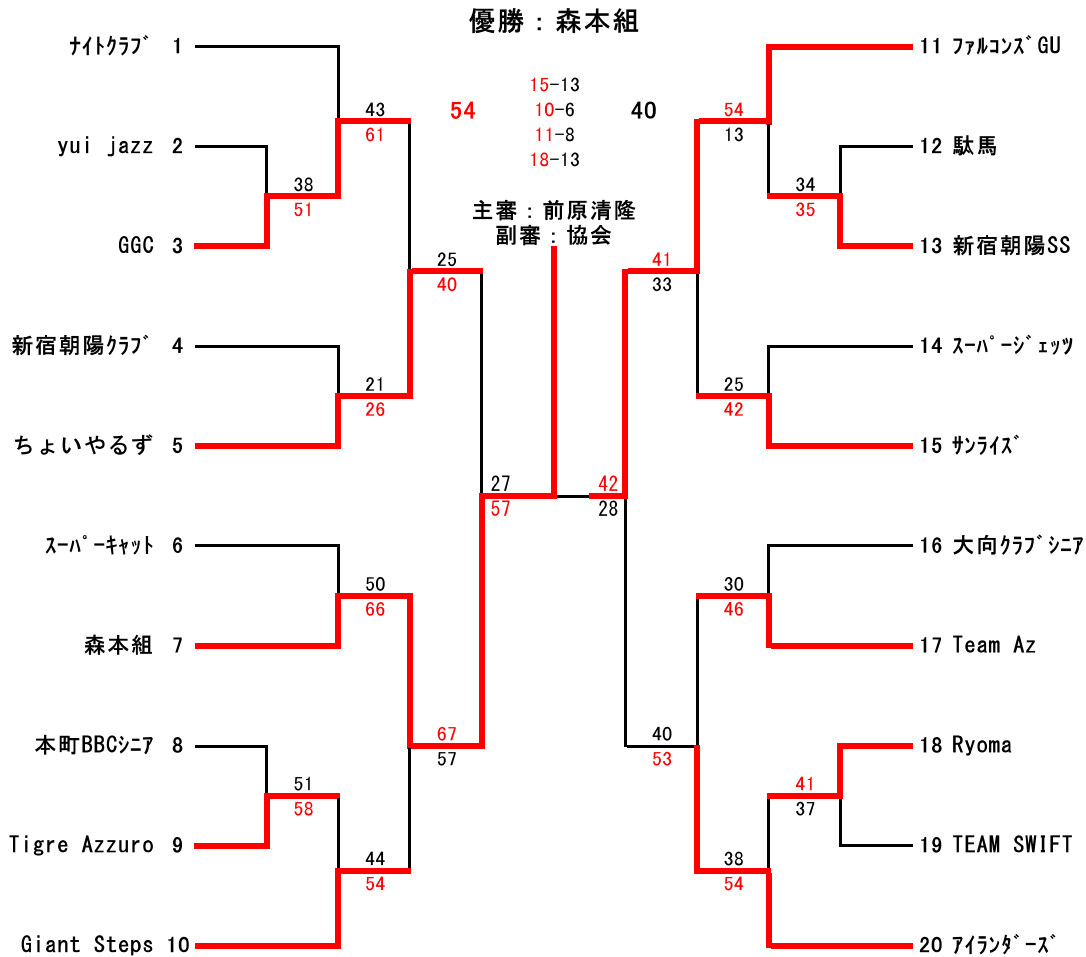 優勝：森本組
ﾅｲﾄｸﾗﾌﾞ 1
11 ﾌｧﾙｺﾝｽﾞGU
15-13
43
54
10-6
40
54
61
11-8
13
yui jazz 2
12 駄馬
18-13
38
34
51
35
主審：前原清隆
副審：協会
GGC 3
13 新宿朝陽SS
25
41
40
33
新宿朝陽ｸﾗﾌﾞ 4
14 ｽｰﾊﾟｰｼﾞｪｯﾂ
21
25
26
42
ちょいやるず 5
15 ｻﾝﾗｲｽﾞ
27
42
57
28
ｽｰﾊﾟｰｷｬｯﾄ 6
16 大向ｸﾗﾌﾞｼﾆｱ
50
30
66
46
森本組 7
17 Team Az
67
40
57
53
本町BBCｼﾆｱ 8
18 Ryoma
51
41
58
37
Tigre Azzuro 9
19 TEAM SWIFT
44
38
54
54
Giant Steps 10
20 ｱｲﾗﾝﾀﾞｰｽﾞ